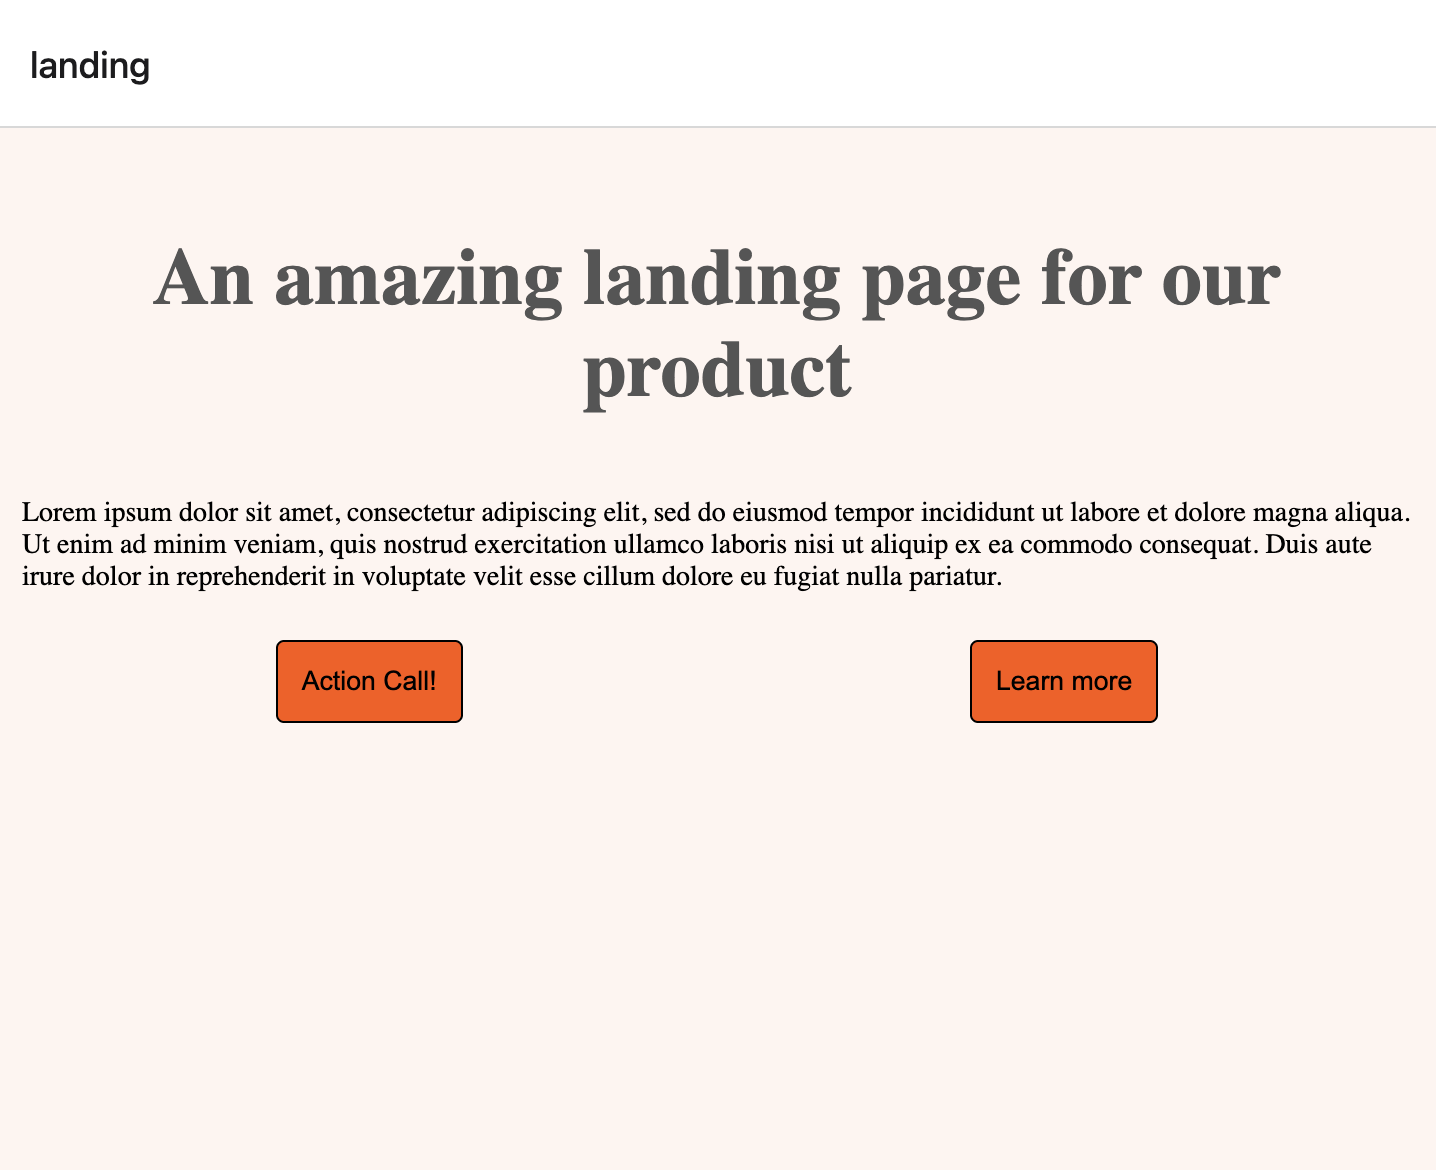 landing
An amazing landing page for our
product
Lorem ipsum dolor sit amet, consectetur adipiscing elit, sed do eiusmod tempor incididunt ut labore et dolore magna aliqua.
Ut enim ad minim veniam, quis nostrud exercitation ullamco laboris nisi ut aliquip ex ea commodo consequat. Duis aute
irure dolor in reprehenderit in voluptate velit esse cillum dolore eu fugiat nulla pariatur.
Action Call!
Learn more